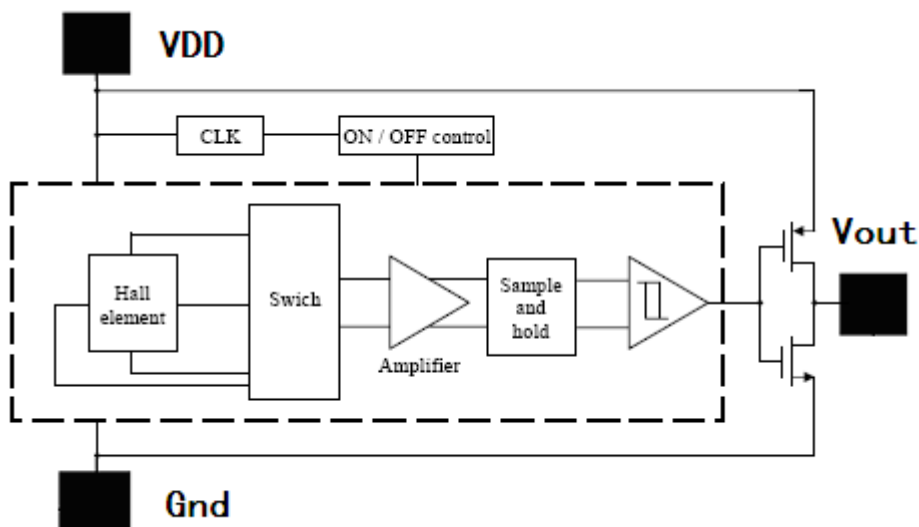 VDD
CLK
ON / OFF control
Vout
Hall
element
Swich
Sample
and
hold
Amplifier
Gnd